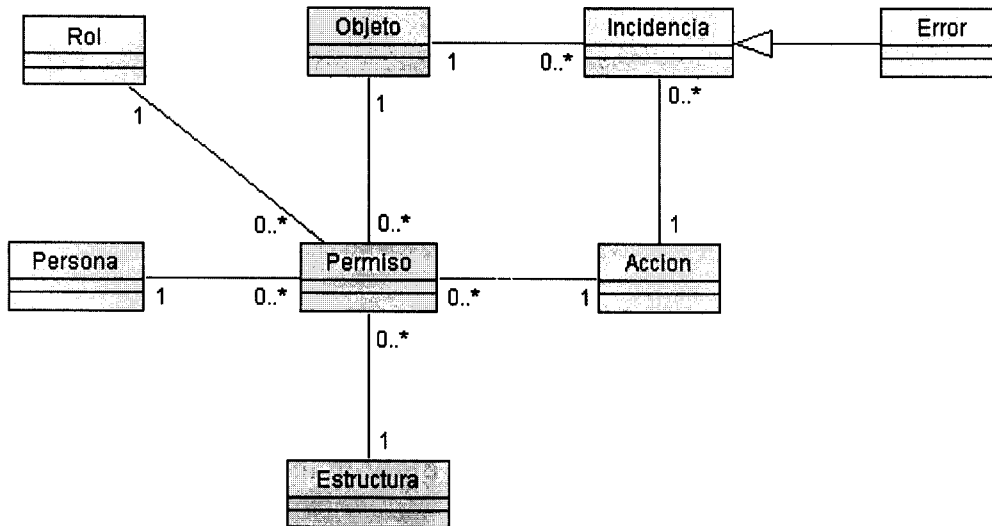 Rol
Objeto
Incidencia
Error
1
0..*
1
1
0..*
0..*
0..*
1
Persona
Permiso
Accion
1
0..*
0..*
1
0..*
1
Estructura